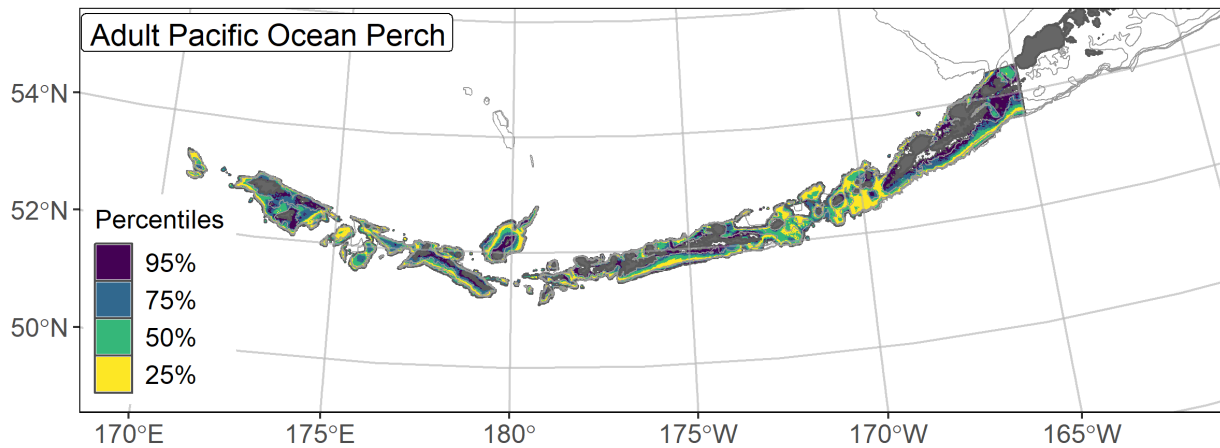 Adult Pacific Ocean Perch
54°N
52°N
50°N
Percentiles
95%
75%
50%
25%
170°E
175°E
180°
175°W
170°W
165°W